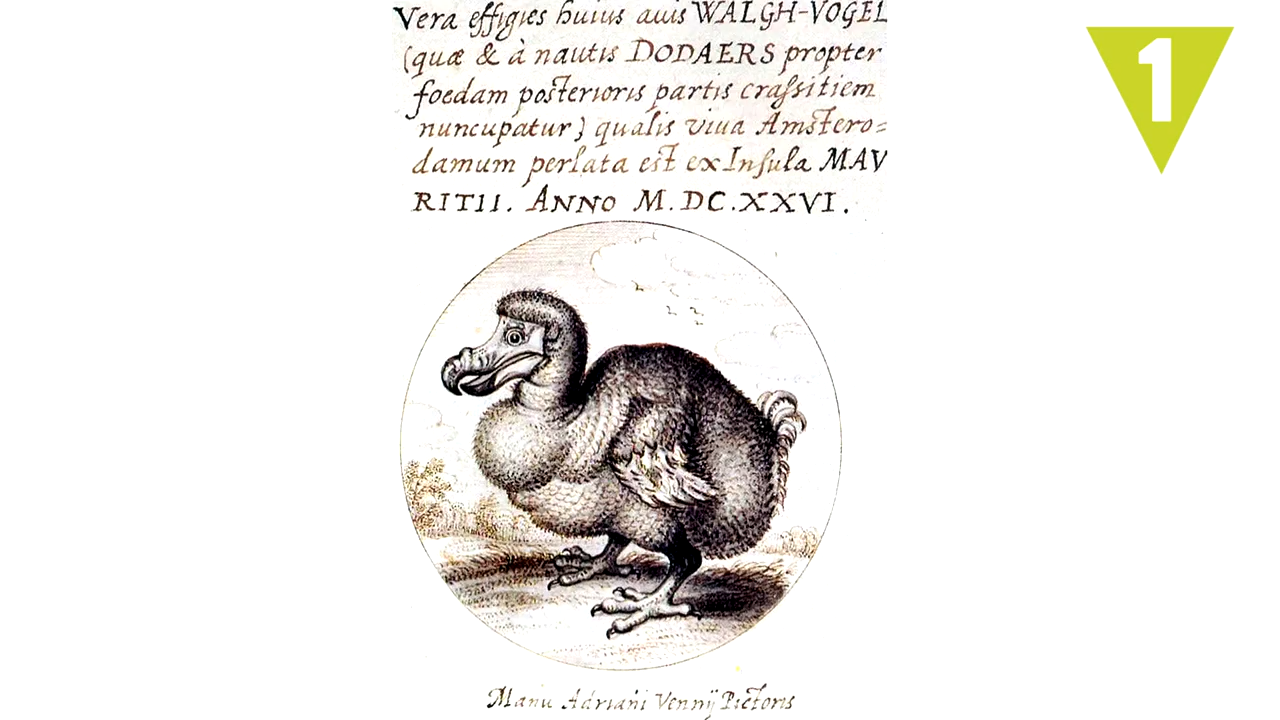 Vera effigies huius auis WALGH-VOGEL
(quæ & à nautis DODAERS propter
foedam posterioris partis crassitiem
nuncupatur) qualis viua Amstero=
damum perlata est ex Insula MAV
RITII. ANNO M.DC.XXVI.
Manu Adriani Vennij Pictoris
1